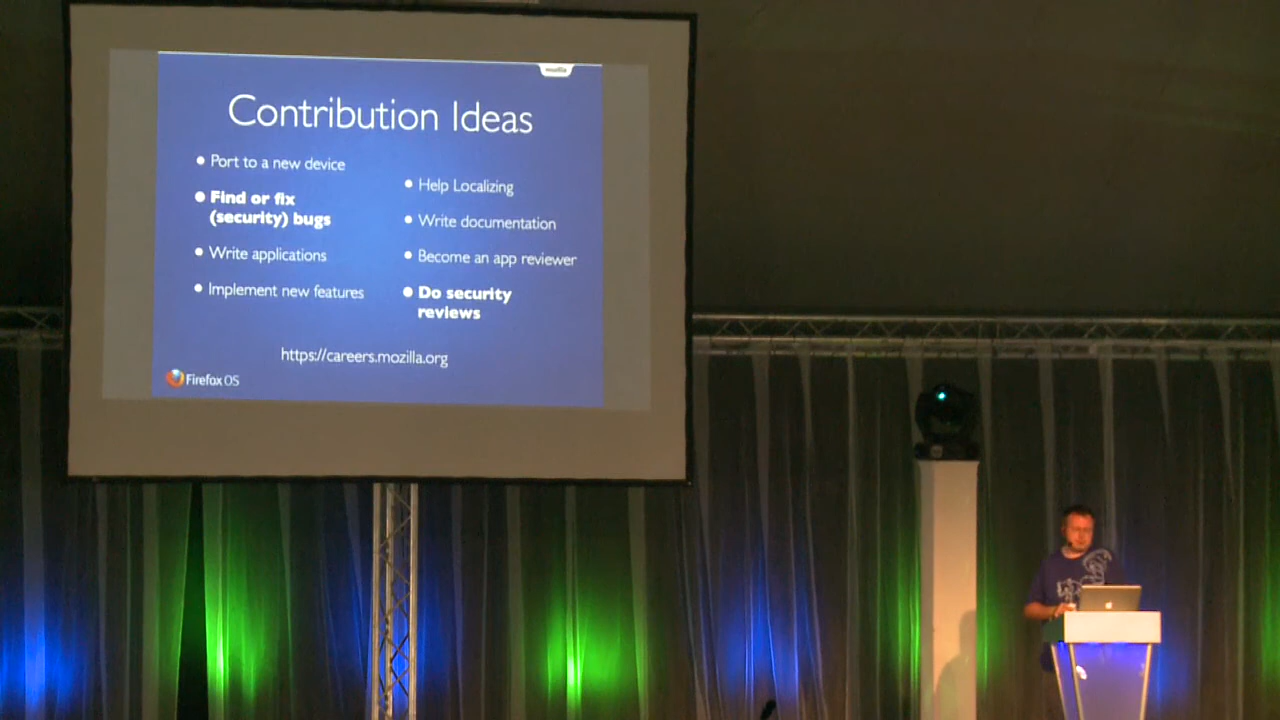 mozilla
Contribution Ideas
• Port to a new device
• Find or fix
(security) bugs
• Write applications
• Implement new features
• Help Localizing
• Write documentation
• Become an app reviewer
• Do security
reviews
https://careers.mozilla.org
Firefox OS